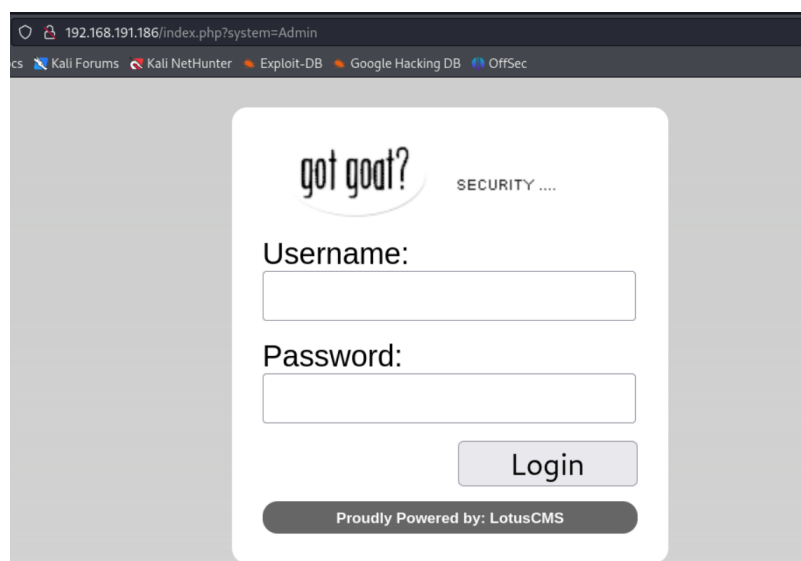 192.168.191.186/index.php?system=Admin
cs Kali Forums Kali NetHunter Exploit-DB Google Hacking DB OffSec
got goat? SECURITY ....
Username:
Password:
Login
Proudly Powered by: LotusCMS